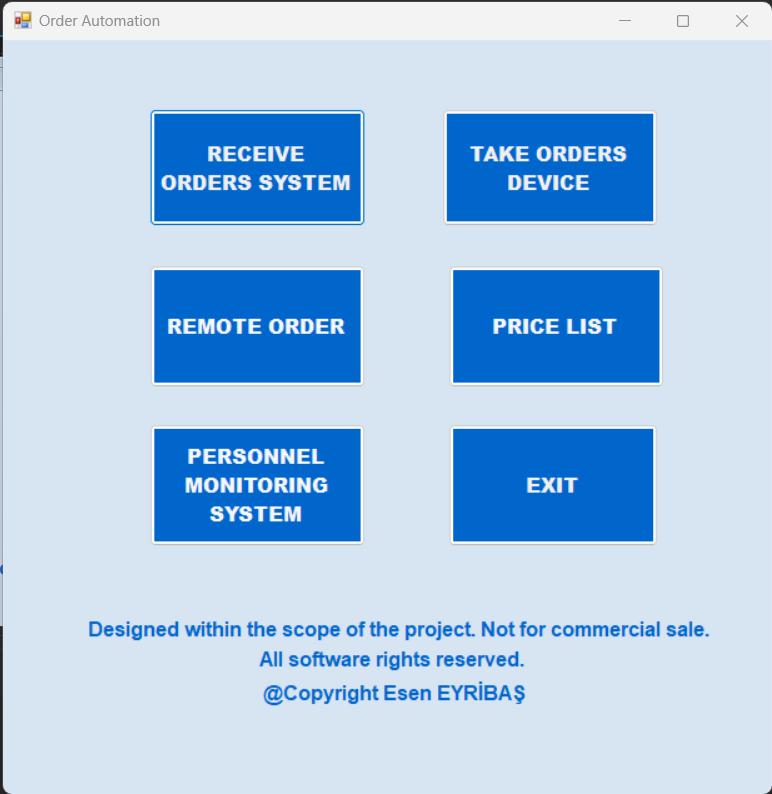 Order Automation
RECEIVE
ORDERS SYSTEM
TAKE ORDERS
DEVICE
REMOTE ORDER
PRICE LIST
PERSONNEL
MONITORING
SYSTEM
EXIT
Designed within the scope of the project. Not for commercial sale.
All software rights reserved.
@Copyright Esen EYRİBAŞ